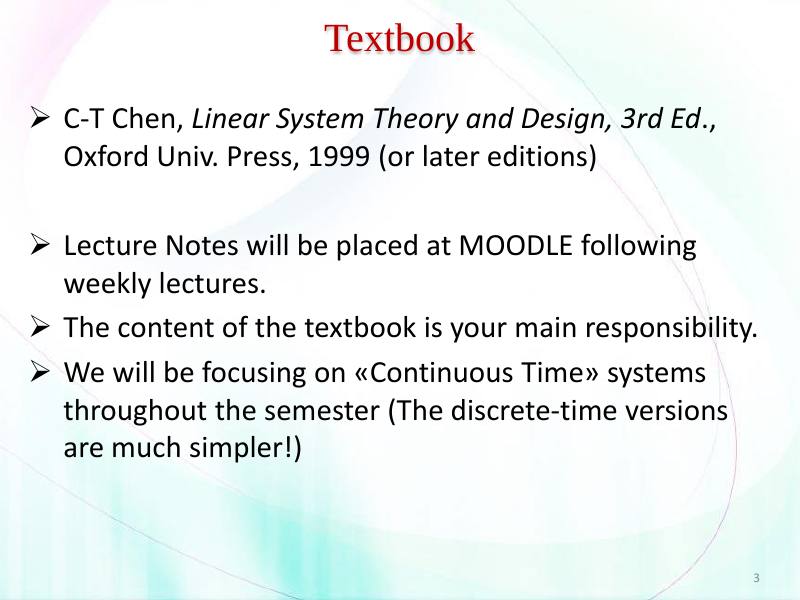 Textbook
➢ C-T Chen, Linear System Theory and Design, 3rd Ed.,
Oxford Univ. Press, 1999 (or later editions)
➢ Lecture Notes will be placed at MOODLE following
weekly lectures.
➢ The content of the textbook is your main responsibility.
➢ We will be focusing on «Continuous Time» systems
throughout the semester (The discrete-time versions
are much simpler!)
3